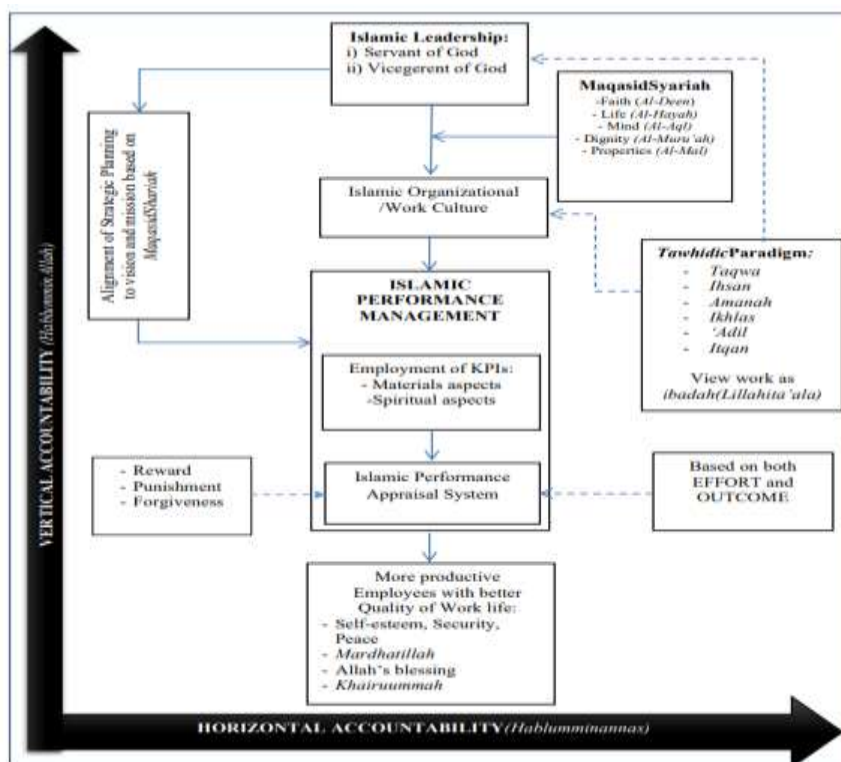 Islamic Leadership:
i) Servant of God
ii) Vicegerent of God
MaqasidSyariah
-Faith (Al-Deen)
- Life (Al-Hayah)
- Mind (Al-Aql)
- Dignity (Al-Muru'ah)
- Properties (Al-Mal)
Alignment of Strategic Planning
to vision and mission based on
MaqasidShariah
Islamic Organizational
/Work Culture
TawhidicParadigm:
- Taqwa
- Ihsan
- Amanah
- Ikhlas
- 'Adil
- Itqan
View work as
ibadah(Lillahita'ala)
ISLAMIC
PERFORMANCE
MANAGEMENT
Employment of KPIs:
- Materials aspects
-Spiritual aspects
- Reward
- Punishment
- Forgiveness
Islamic Performance
Appraisal System
Based on both
EFFORT and
OUTCOME
More productive
Employees with better
Quality of Work life:
- Self-esteem, Security,
Peace
- Mardhatillah
- Allah's blessing
- Khairuummah
VERTICAL ACCOUNTABILITY (Hablumminallah)
HORIZONTAL ACCOUNTABILITY(Hablumminannas)